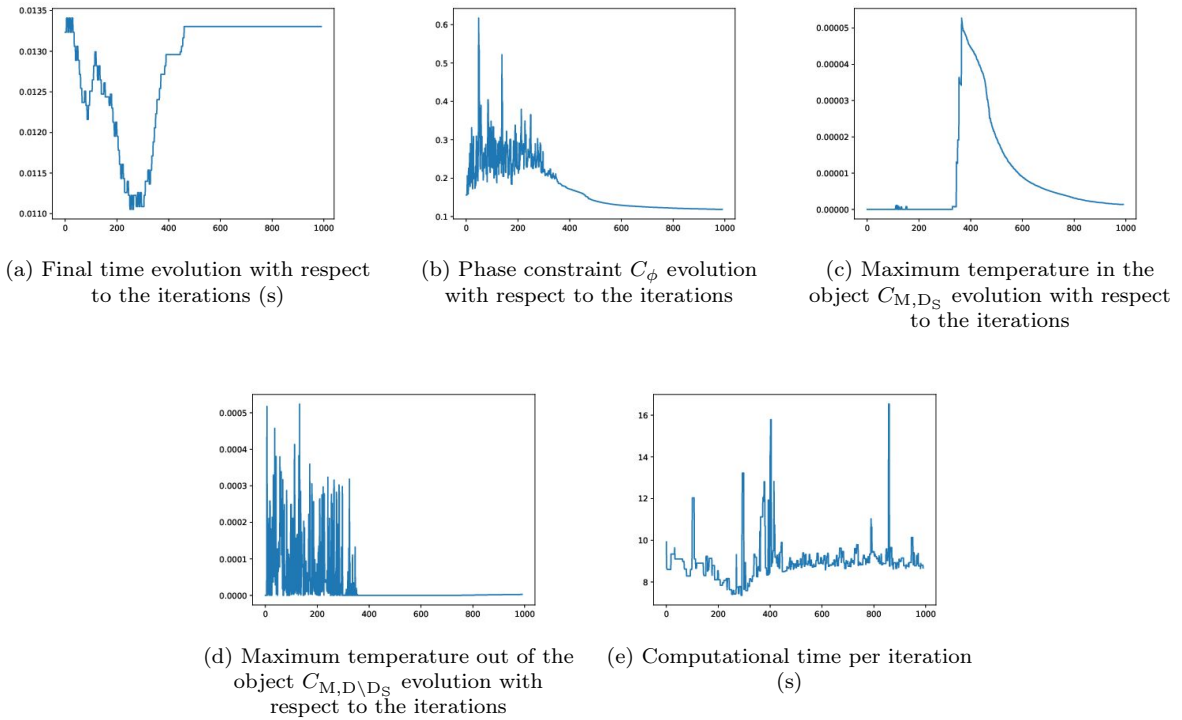 0.0135
0.0130
0.0125
0.0120
0.0115
0.0110
0 200 400 600 800 1000
(a) Final time evolution with respect
to the iterations (s)
0.6
0.5
0.4
0.3
0.2
0.1
0 200 400 600 800 1000
(b) Phase constraint C_ϕ evolution
with respect to the iterations
0.00005
0.00004
0.00003
0.00002
0.00001
0.00000
0 200 400 600 800 1000
(c) Maximum temperature in the
object C_{M,D_S} evolution with respect
to the iterations
0.0005
0.0004
0.0003
0.0002
0.0001
0.0000
0 200 400 600 800 1000
(d) Maximum temperature out of the
object C_{M,D\D_S} evolution with
respect to the iterations
16
14
12
10
8
0 200 400 600 800 1000
(e) Computational time per iteration
(s)